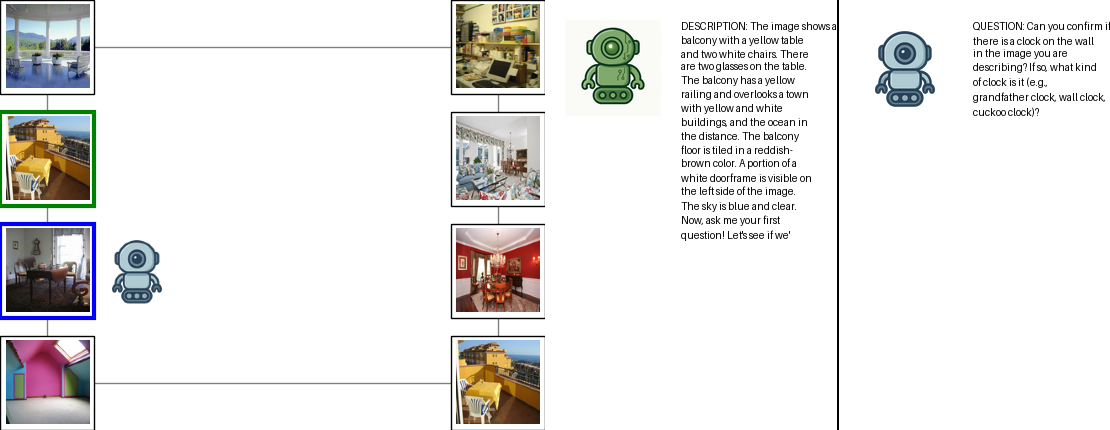 DESCRIPTION: The image shows a
balcony with a yellow table
and two white chairs. There
are two glasses on the table.
The balcony has a yellow
railing and overlooks a town
with yellow and white
buildings, and the ocean in
the distance. The balcony
floor is tiled in a reddish-
brown color. A portion of a
white doorframe is visible on
the left side of the image.
The sky is blue and clear.
Now, ask me your first
question! Let's see if we'
QUESTION: Can you confirm if
there is a clock on the wall
in the image you are
describing? If so, what kind
of clock is it (e.g.,
grandfather clock, wall clock,
cuckoo clock)?